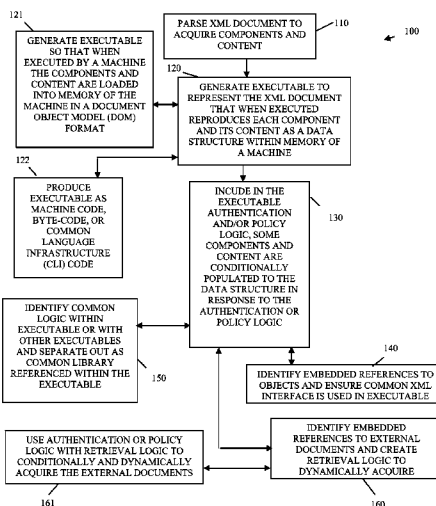 121
110
100
PARSE XML DOCUMENT TO
ACQUIRE COMPONENTS AND
CONTENT
GENERATE EXECUTABLE
SO THAT WHEN
EXECUTED BY A MACHINE
THE COMPONENTS AND
CONTENT ARE LOADED
INTO MEMORY OF THE
MACHINE IN A DOCUMENT
OBJECT MODEL (DOM)
FORMAT
120
GENERATE EXECUTABLE TO
REPRESENT THE XML DOCUMENT
THAT WHEN EXECUTED
REPRODUCES EACH COMPONENT
AND ITS CONTENT AS A DATA
STRUCTURE WITHIN MEMORY OF
A MACHINE
122
PRODUCE
EXECUTABLE AS
MACHINE CODE,
BYTE-CODE, OR
COMMON
LANGUAGE
INFRASTRUCTURE
(CLI) CODE
130
INCUDE IN THE
EXECUTABLE
AUTHENTICATION
AND/OR POLICY
LOGIC, SOME
COMPONENTS AND
CONTENT ARE
CONDITIONALLY
POPULATED TO THE
DATA STRUCTURE IN
RESPONSE TO THE
AUTHENTICATION OR
POLICY LOGIC
IDENTIFY COMMON
LOGIC WITHIN
EXECUTABLE OR WITH
OTHER EXECUTABLES
AND SEPARATE OUT AS
COMMON LIBRARY
REFERENCED WITHIN THE
EXECUTABLE
150
140
IDENTIFY EMBEDDED REFERENCES TO
OBJECTS AND ENSURE COMMON XML
INTERFACE IS USED IN EXECUTABLE
USE AUTHENTICATION OR POLICY
LOGIC WITH RETRIEVAL LOGIC TO
CONDITIONALLY AND DYNAMICALLY
ACQUIRE THE EXTERNAL DOCUMENTS
161
IDENTIFY EMBEDDED
REFERENCES TO EXTERNAL
DOCUMENTS AND CREATE
RETRIEVAL LOGIC TO
DYNAMICALLY ACQUIRE
160